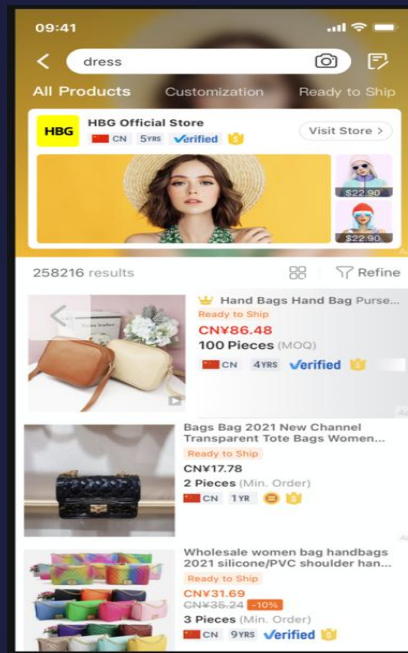 09:41
dress
All Products Customization Ready to Ship
HBG
HBG Official Store
CN 5YRS Verified
Visit Store >
$22.90
$22.90
258216 results
Refine
Hand Bags Hand Bag Purse...
Ready to Ship
CN¥86.48
100 Pieces (MOQ)
CN 4YRS Verified
Bags Bag 2021 New Channel
Transparent Tote Bags Women...
Ready to Ship
CN¥17.78
2 Pieces (Min. Order)
CN 1YR
Wholesale women bag handbags
2021 silicone/PVC shoulder han...
Ready to Ship
CN¥31.69
CN¥35.24 -10%
3 Pieces (Min. Order)
CN 9YRS Verified